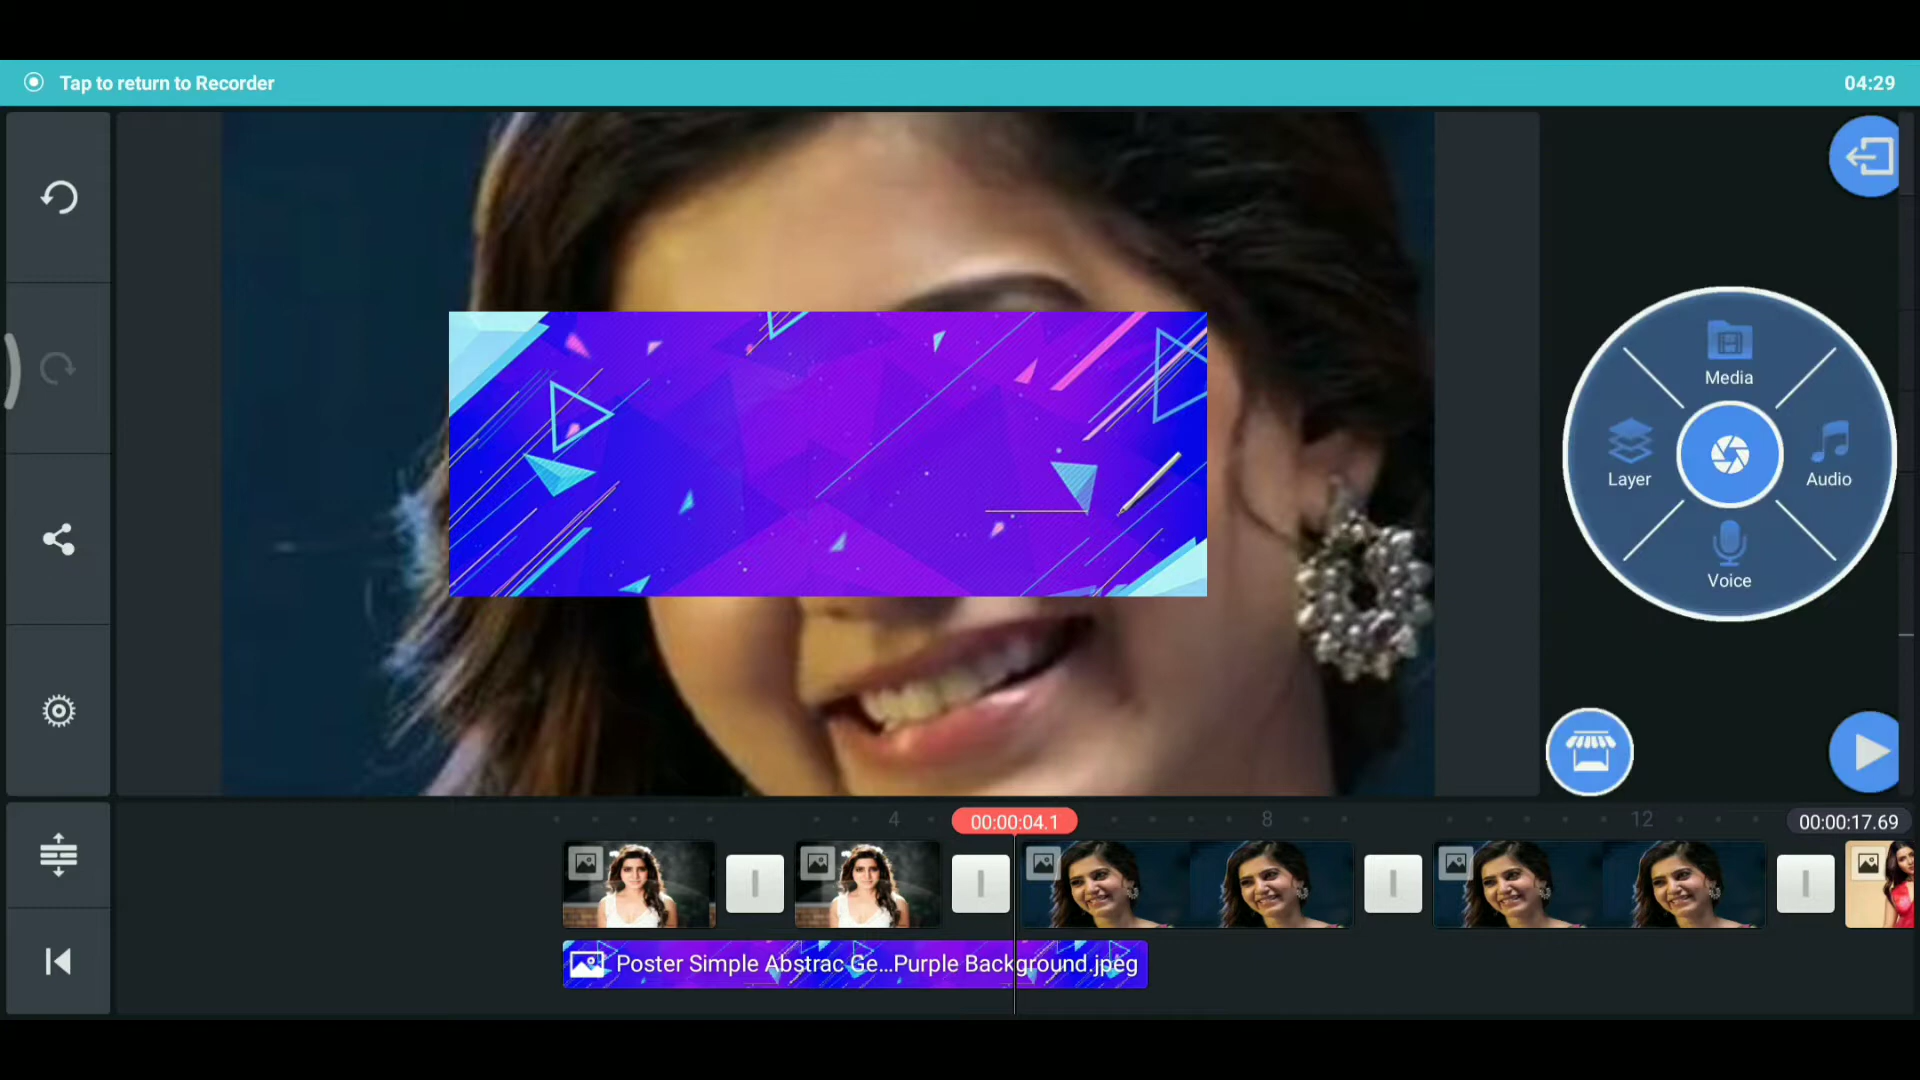 Tap to return to Recorder
04:29
Media
Layer
Audio
Voice
4
00:00:04.1
8
12
00:00:17.69
Poster Simple Abstrac Ge...Purple Background.jpeg